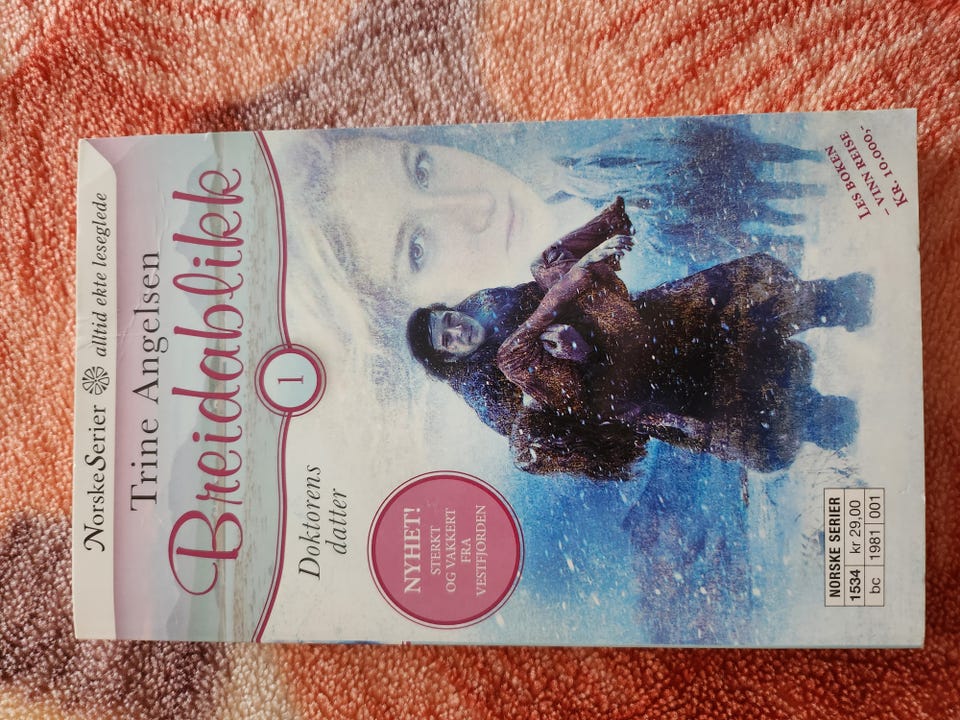 NorskeSerier alltid ekte leseglede
Trine Angelsen
Breidablikk
1
Doktorens
datter
NYHET!
STERKT
OG VAKKERT
FRA
VESTFJORDEN
LES BOKEN
- VINN REISE
KR. 10.000,-
NORSKE SERIER
1534 kr 29,00
bc 1981 001